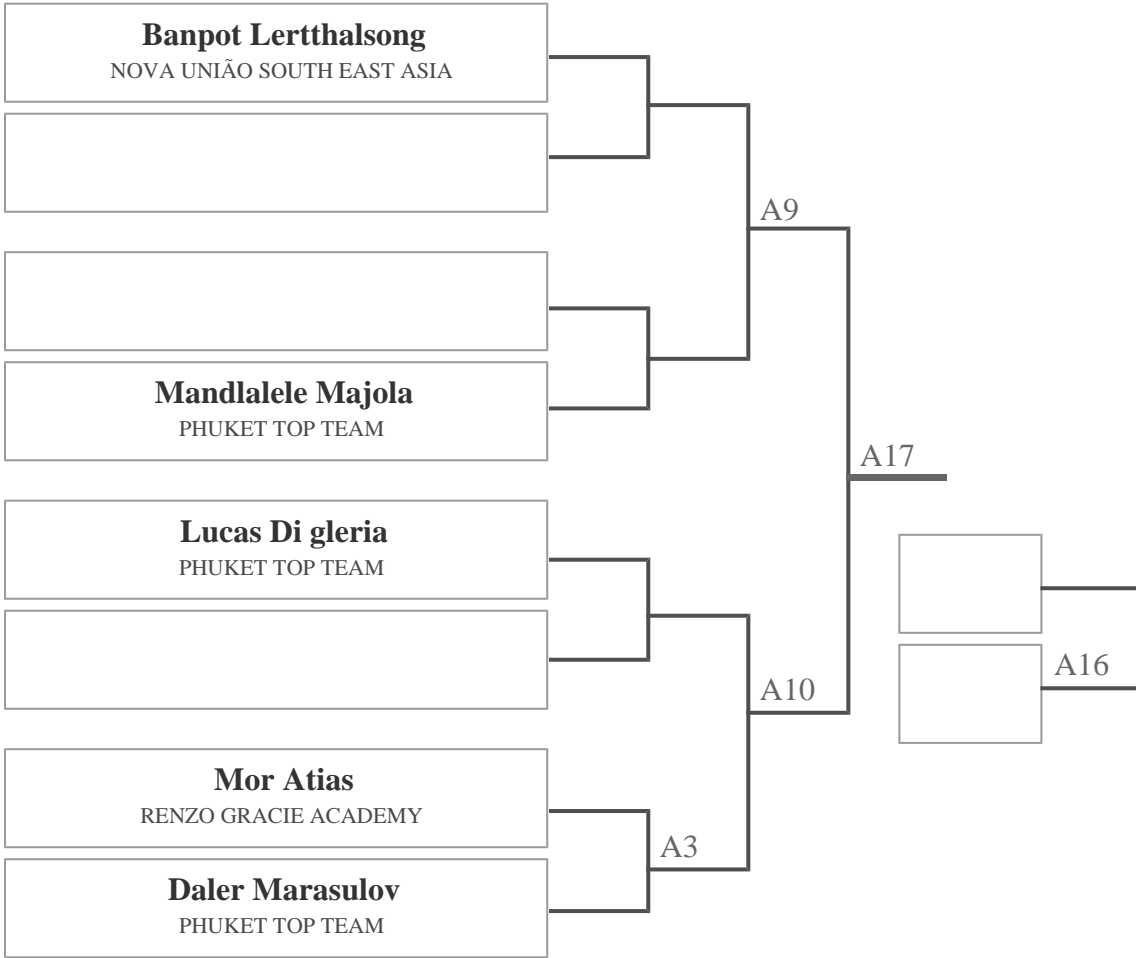 Banpot Lertthalsong
NOVA UNIÃO SOUTH EAST ASIA
A9
Mandlalele Majola
PHUKET TOP TEAM
A17
Lucas Di gleria
PHUKET TOP TEAM
A16
A10
Mor Atias
RENZO GRACIE ACADEMY
A3
Daler Marasulov
PHUKET TOP TEAM